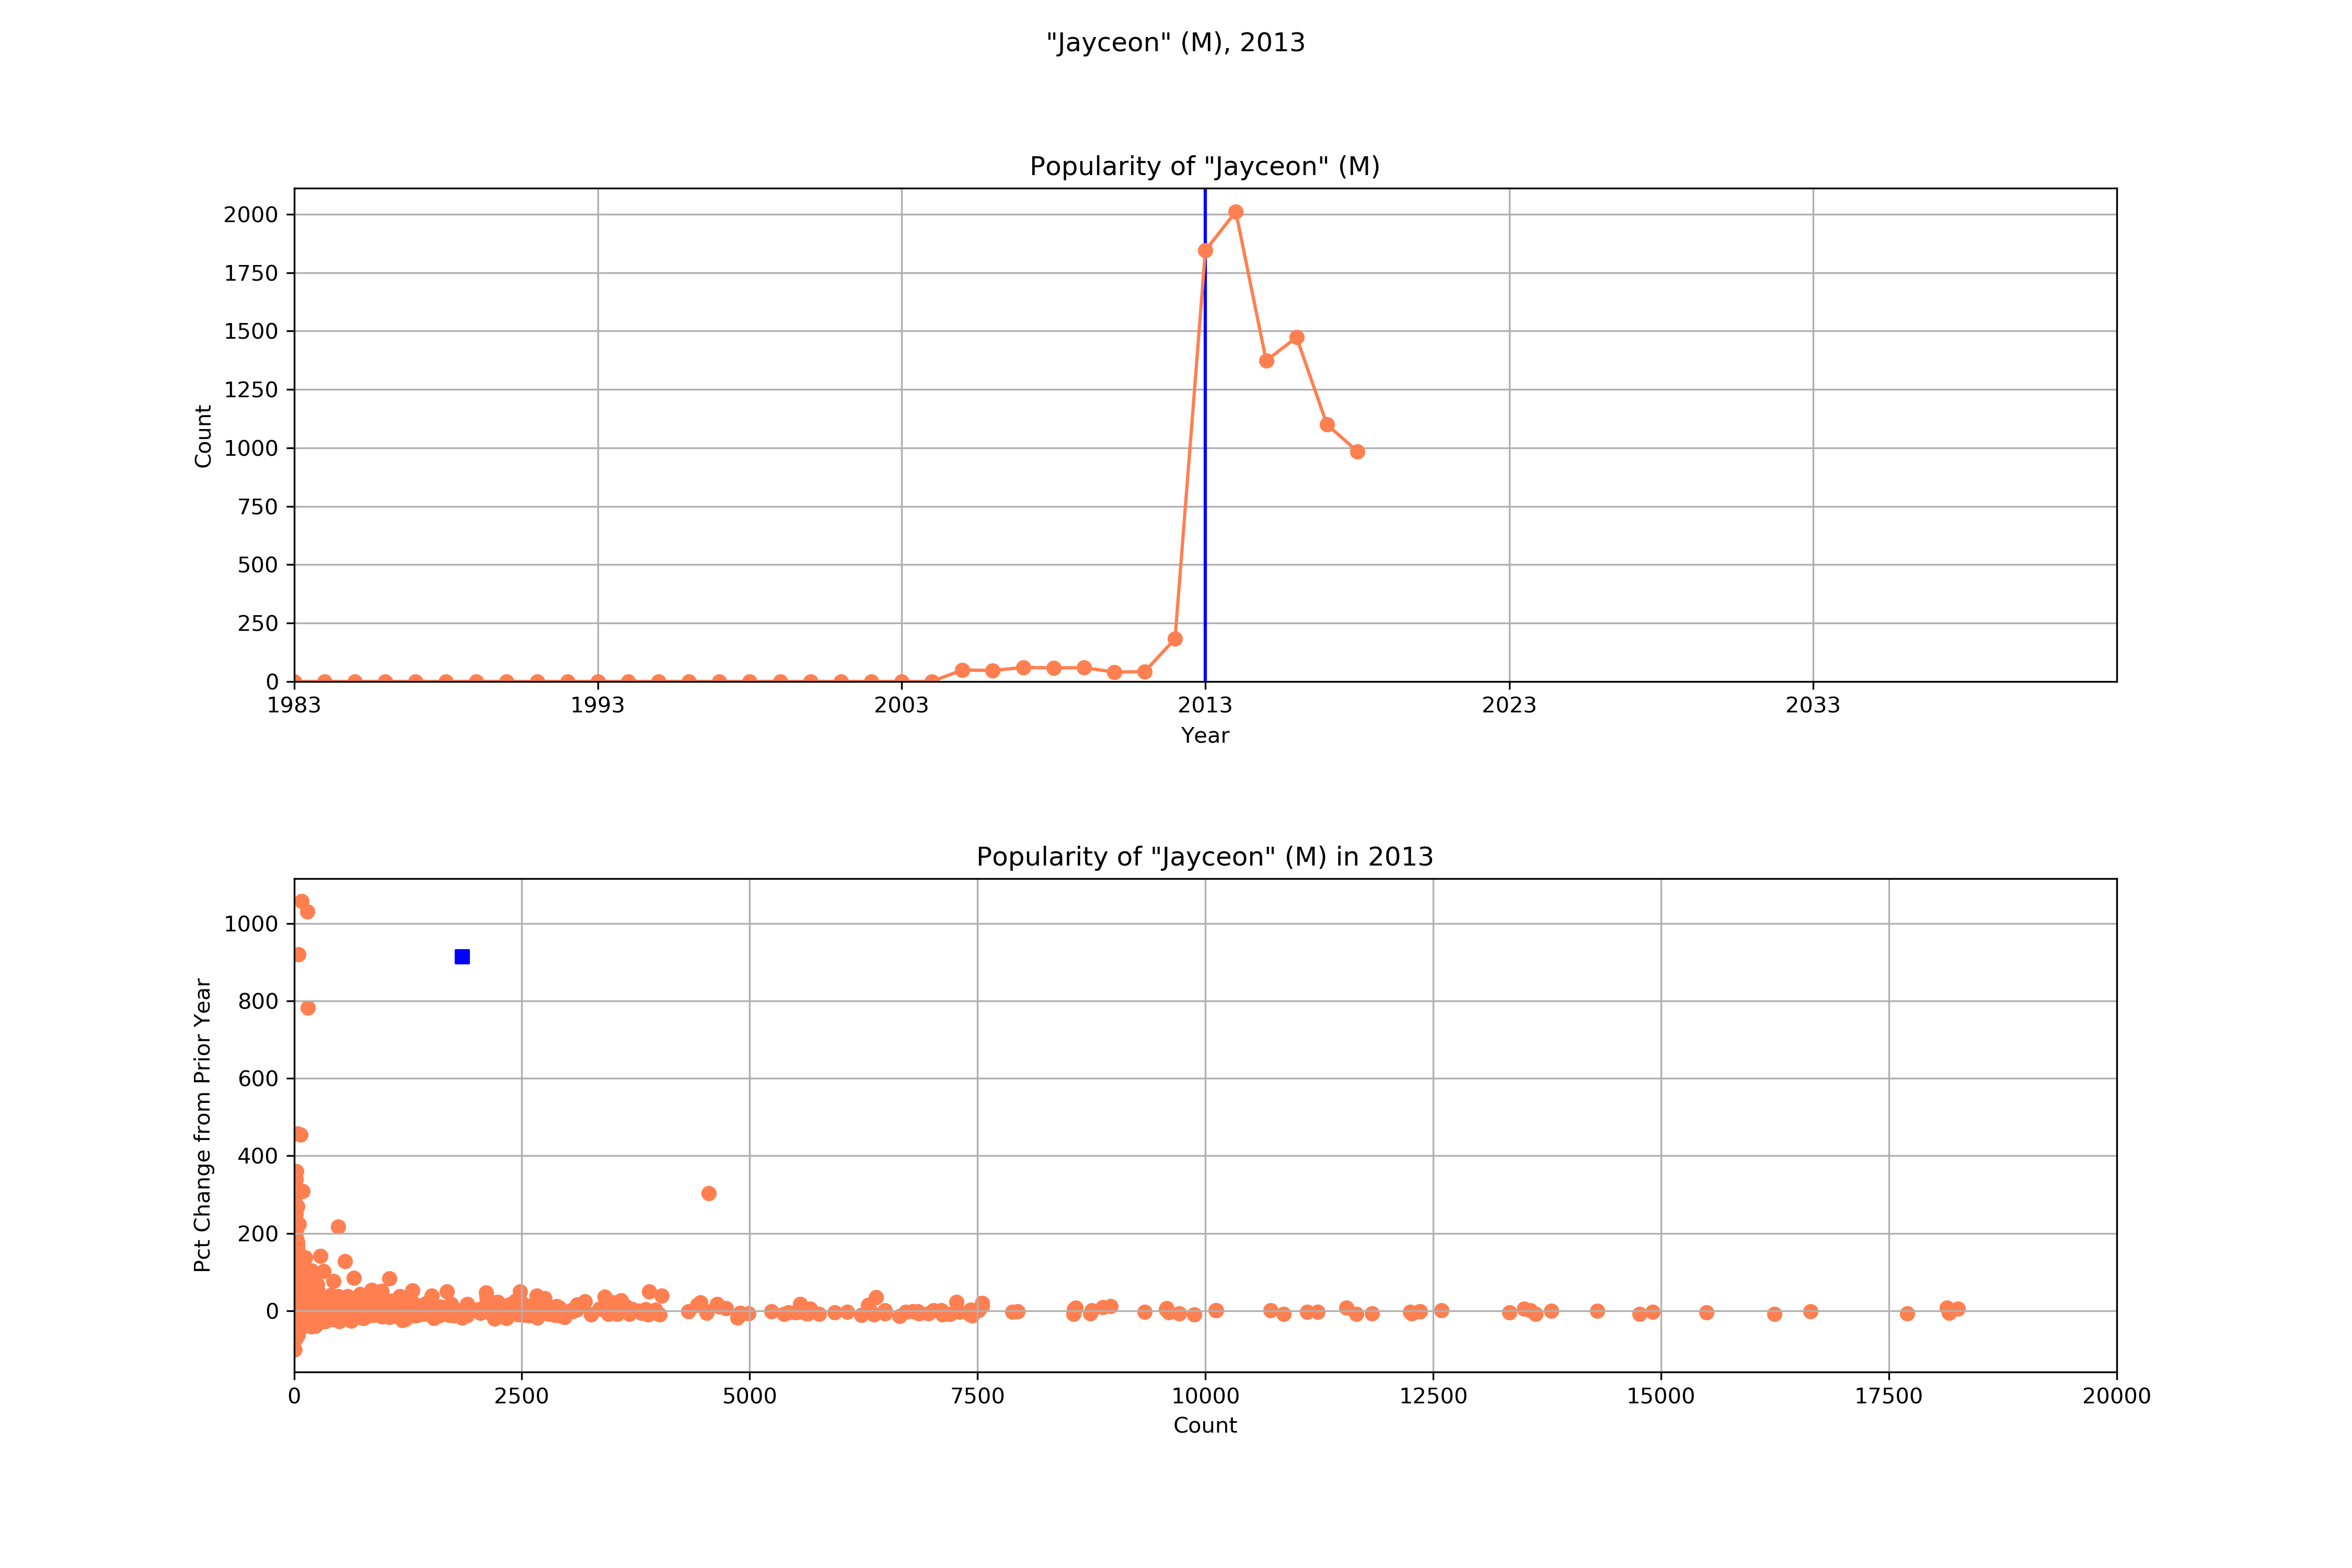 "Jayceon" (M), 2013
Popularity of "Jayceon" (M)
2000
1750
1500
1250
1000
750
500
250
0
Count
1983 1993 2003 2013 2023 2033
Year
Popularity of "Jayceon" (M) in 2013
1000
800
600
400
200
0
Pct Change from Prior Year
0 2500 5000 7500 10000 12500 15000 17500 20000
Count